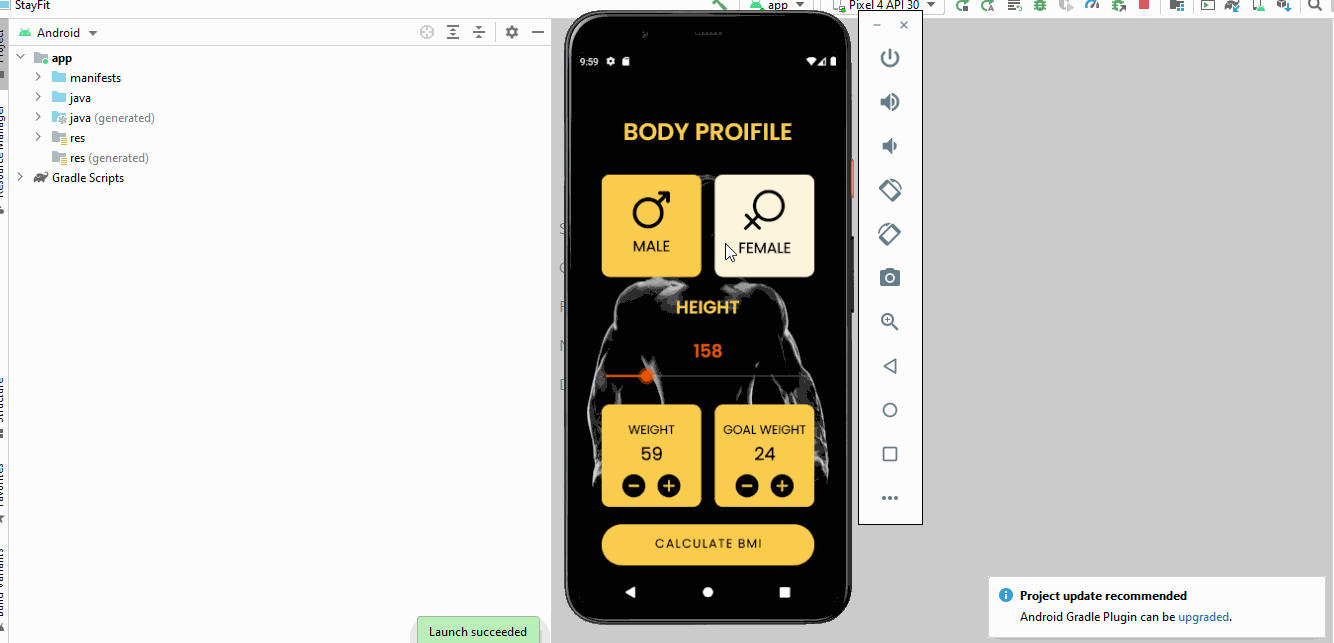 StayFit
app
Pixel 4 API 30
Android
app
manifests
java
java (generated)
res
res (generated)
Gradle Scripts
Project
Resource Manager
Structure
Favorites
Build Variants
9:59
BODY PROIFILE
MALE
FEMALE
HEIGHT
158
WEIGHT
59
GOAL WEIGHT
24
CALCULATE BMI
Launch succeeded
Project update recommended
Android Gradle Plugin can be upgraded.